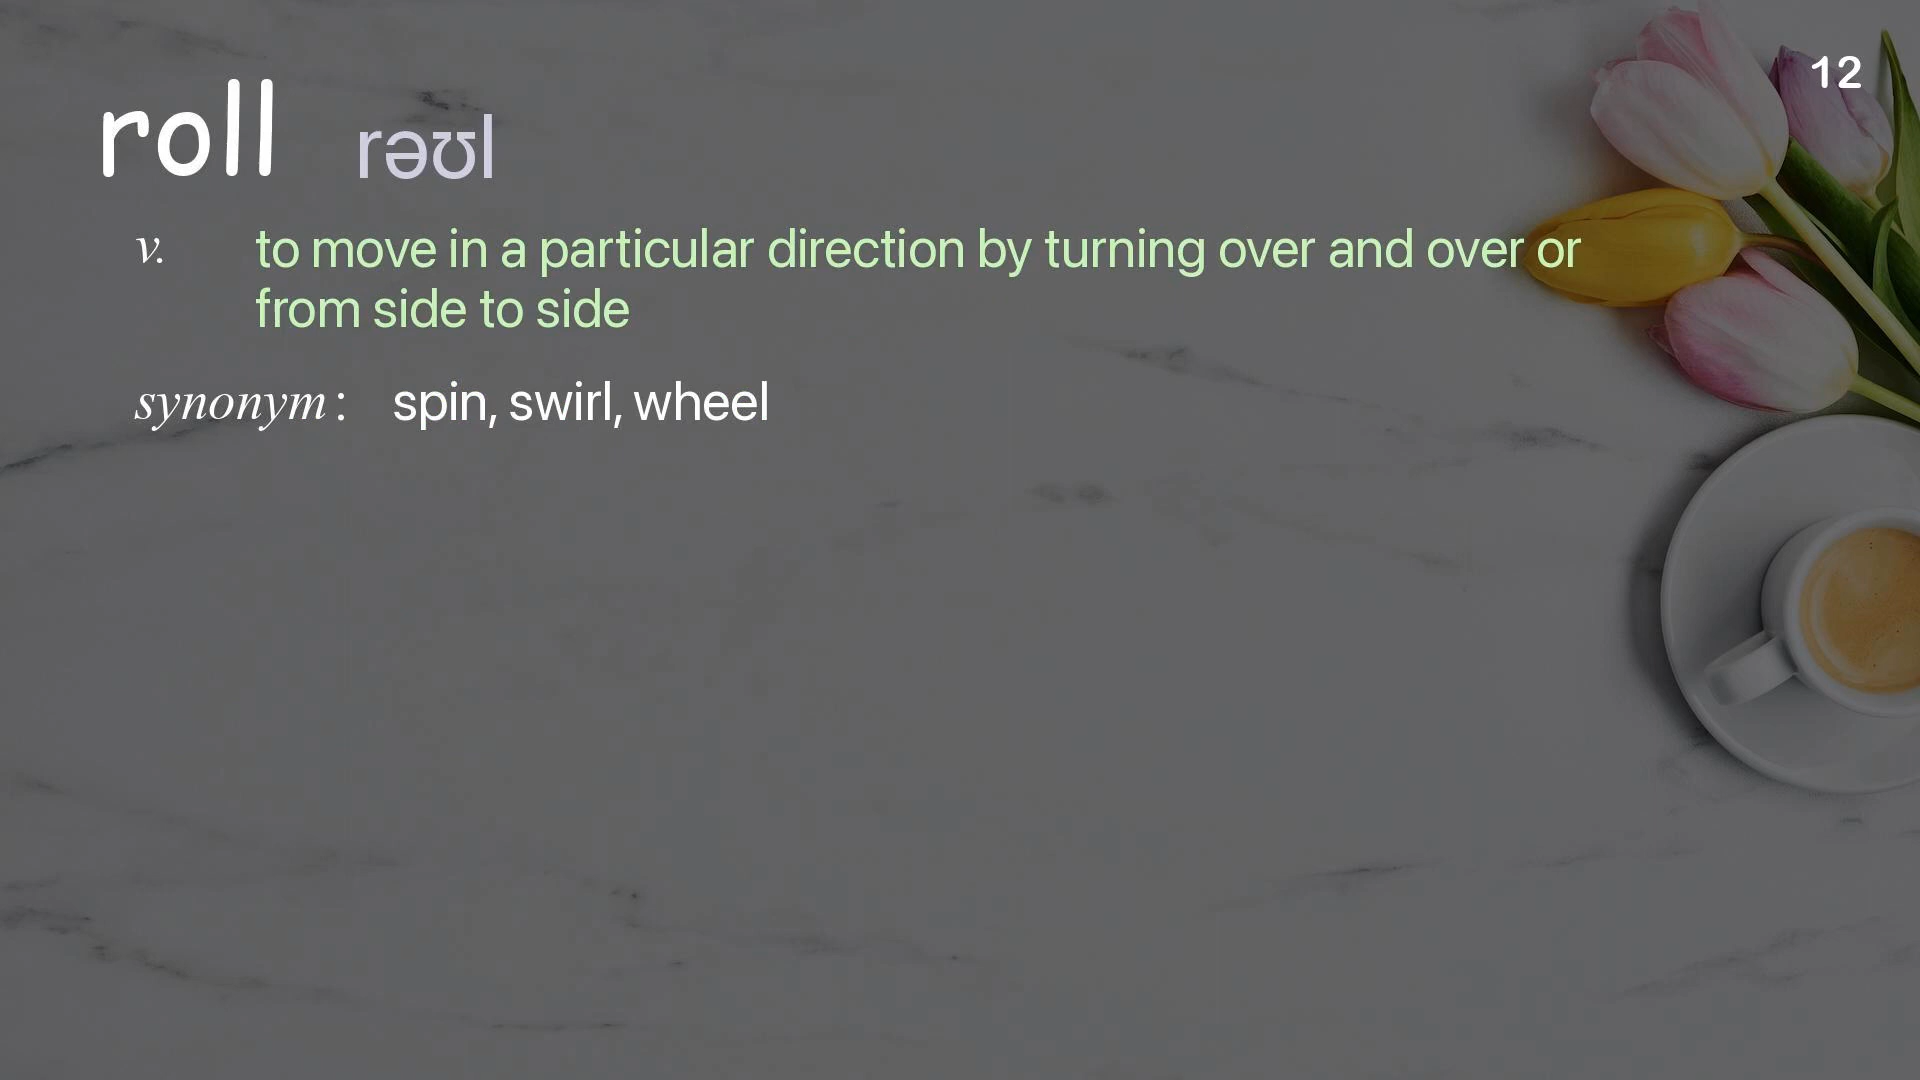 12
roll rəʊl
v. to move in a particular direction by turning over and over or
from side to side
synonym : spin, swirl, wheel